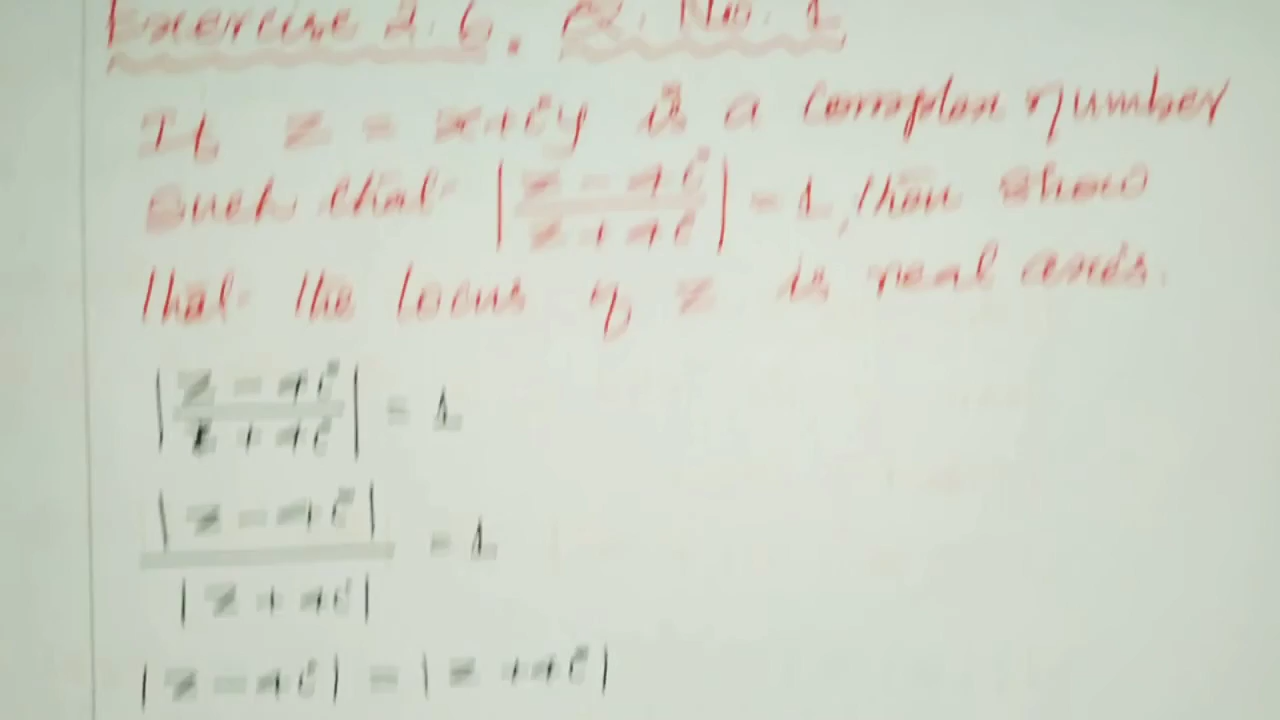 Exercise 2.6. Q. No. 1
If z = x+iy is a complex number
such that |z-4i / z+4i| = 1, then show
that the locus of z is real axis.
|z-4i / z+4i| = 1
|z-4i| / |z+4i| = 1
|z-4i| = |z+4i|